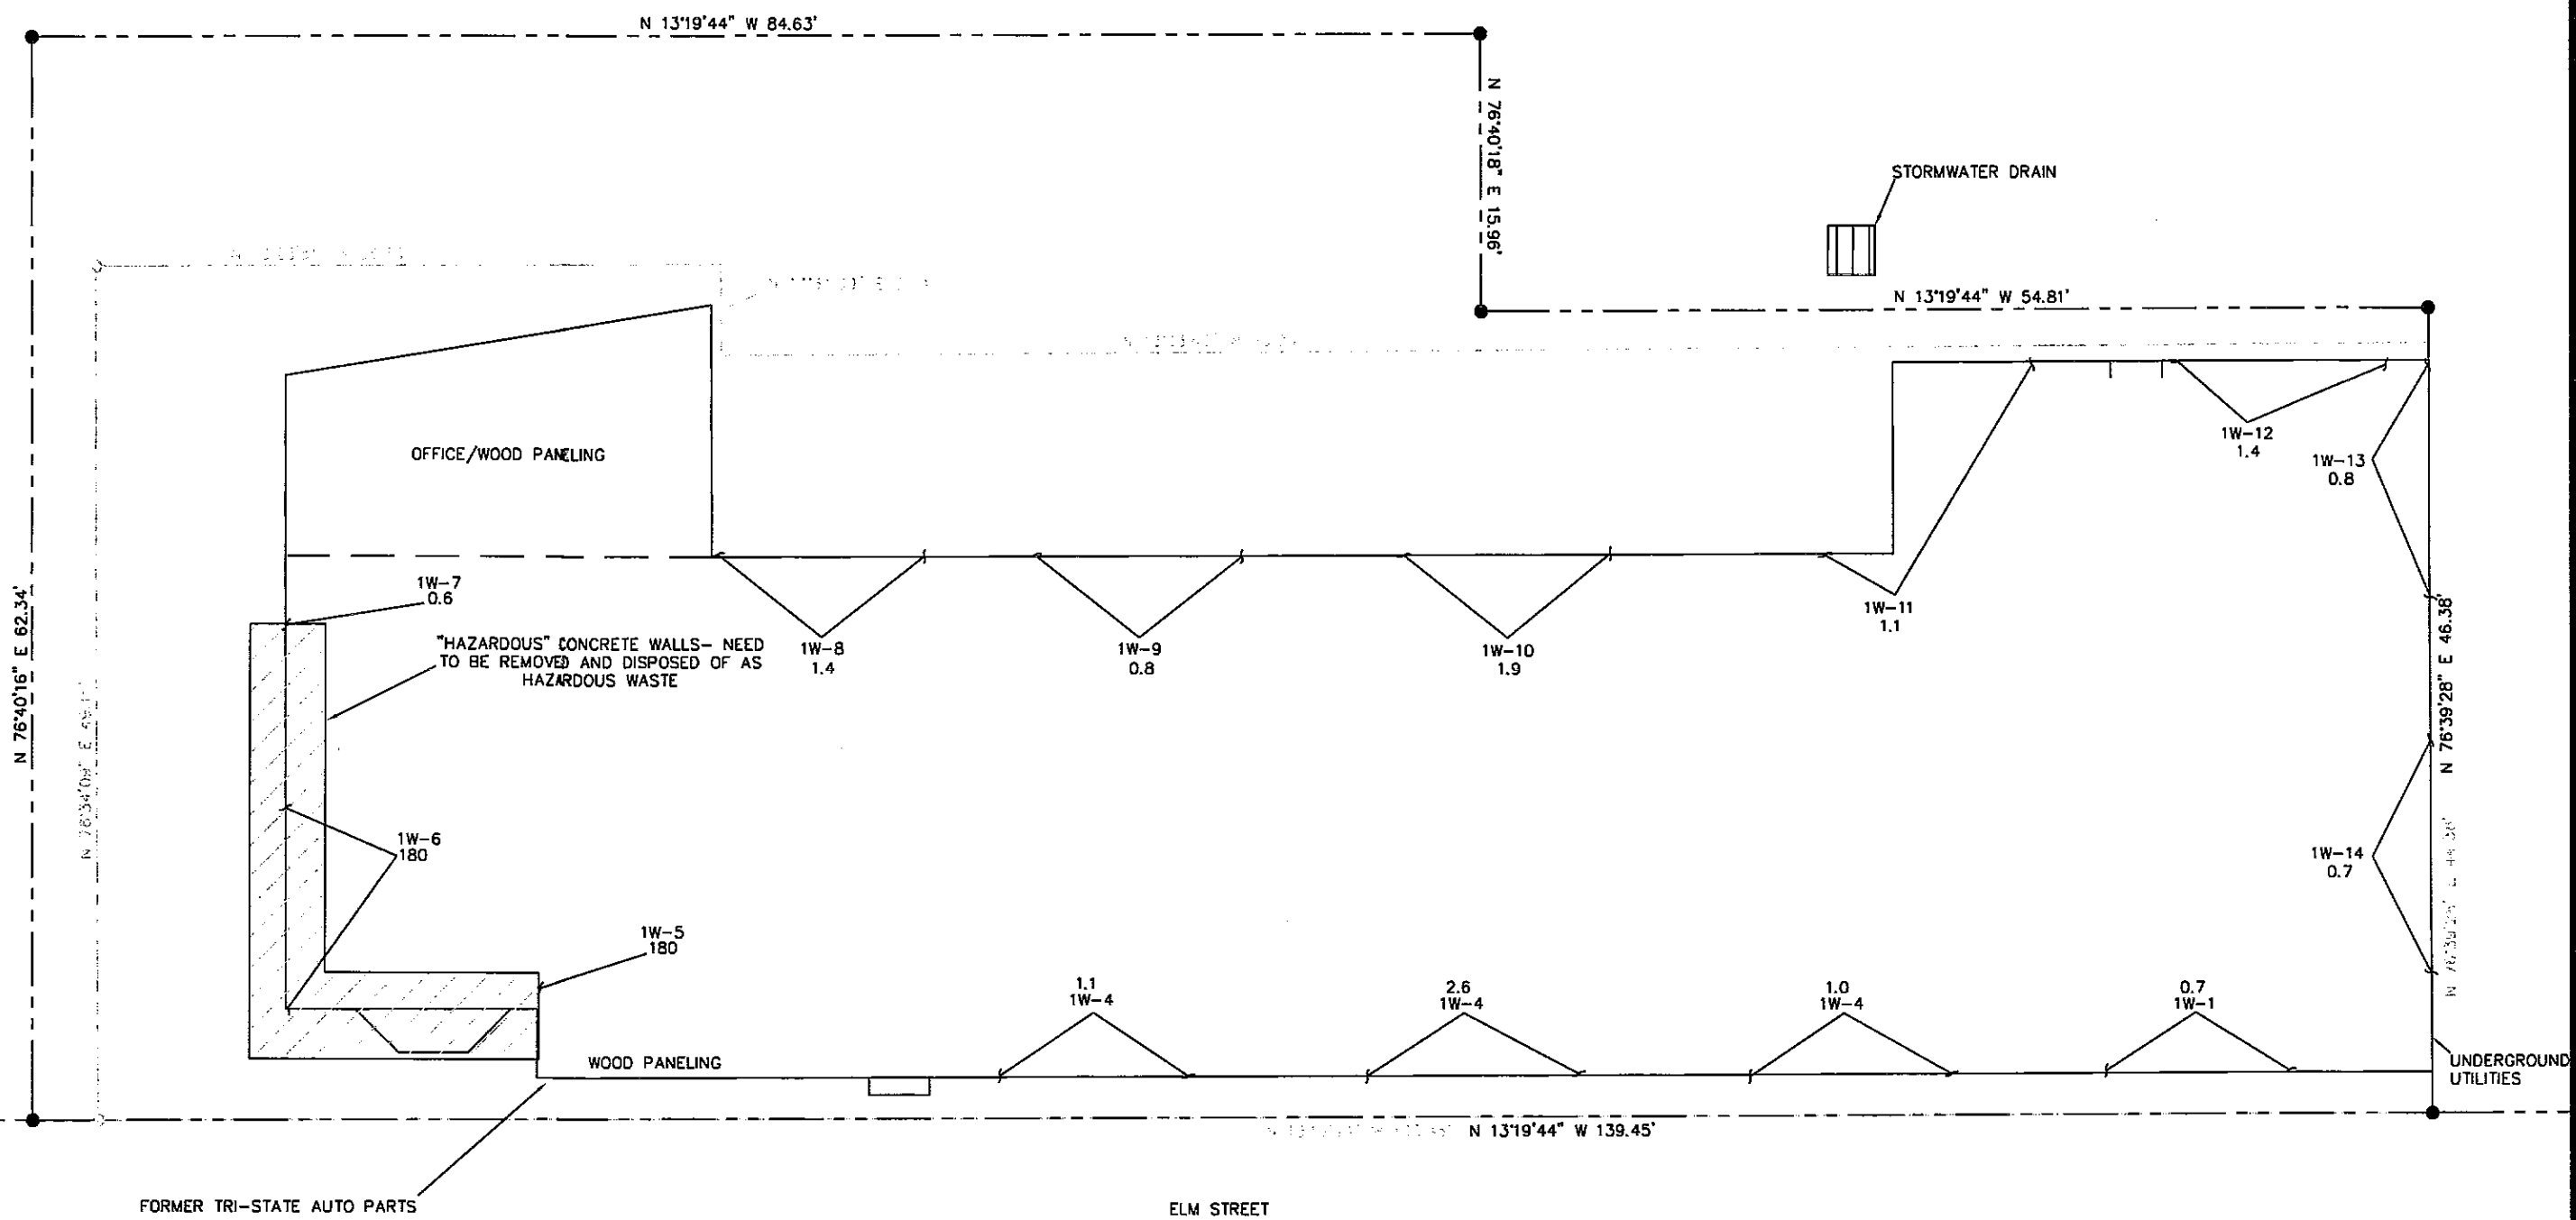 N 13°19'44" W 84.63'
N 76°40'18" E 15.96'
STORMWATER DRAIN
N 13°19'44" W 54.81'
OFFICE/WOOD PANELING
1W-12
1.4
1W-13
0.8
1W-7
0.6
"HAZARDOUS" CONCRETE WALLS- NEED
TO BE REMOVED AND DISPOSED OF AS
HAZARDOUS WASTE
1W-8
1.4
1W-9
0.8
1W-10
1.9
1W-11
1.1
N 76°40'16" E 62.34'
N 76°39'28" E 46.38'
1W-6
180
1W-14
0.7
1W-5
180
1.1
1W-4
2.6
1W-4
1.0
1W-4
0.7
1W-1
WOOD PANELING
UNDERGROUND
UTILITIES
N 13°19'44" W 139.45'
FORMER TRI-STATE AUTO PARTS
ELM STREET